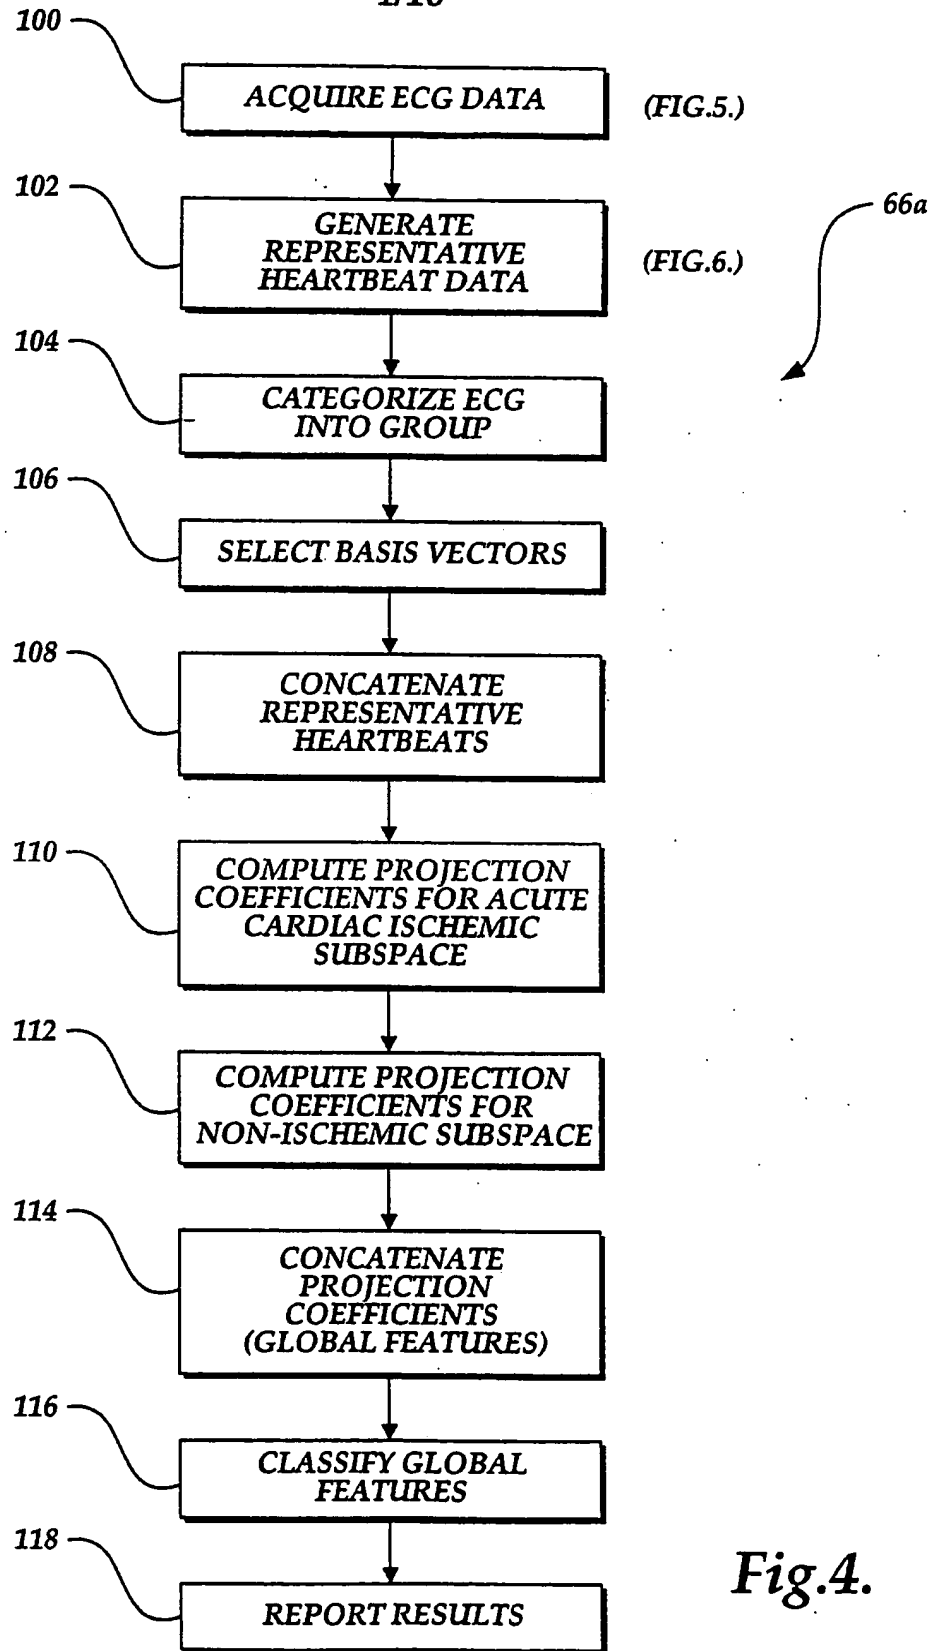 100
ACQUIRE ECG DATA
(FIG.5.)
102
GENERATE
REPRESENTATIVE
HEARTBEAT DATA
(FIG.6.)
66a
104
CATEGORIZE ECG
INTO GROUP
106
SELECT BASIS VECTORS
108
CONCATENATE
REPRESENTATIVE
HEARTBEATS
110
COMPUTE PROJECTION
COEFFICIENTS FOR ACUTE
CARDIAC ISCHEMIC
SUBSPACE
112
COMPUTE PROJECTION
COEFFICIENTS FOR
NON-ISCHEMIC SUBSPACE
114
CONCATENATE
PROJECTION
COEFFICIENTS
(GLOBAL FEATURES)
116
CLASSIFY GLOBAL
FEATURES
118
REPORT RESULTS
Fig.4.